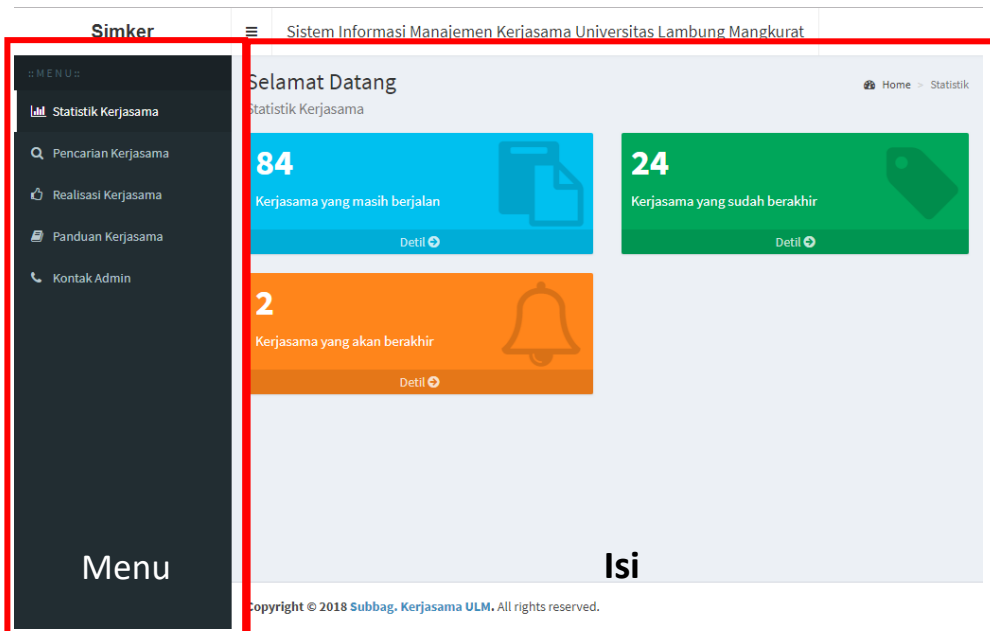 Simker
Sistem Informasi Manajemen Kerjasama Universitas Lambung Mangkurat
::MENU::
Statistik Kerjasama
Pencarian Kerjasama
Realisasi Kerjasama
Panduan Kerjasama
Kontak Admin
Menu
Selamat Datang
Statistik Kerjasama
Home > Statistik
84
Kerjasama yang masih berjalan
Detil
24
Kerjasama yang sudah berakhir
Detil
2
Kerjasama yang akan berakhir
Detil
Isi
Copyright © 2018 Subbag. Kerjasama ULM. All rights reserved.